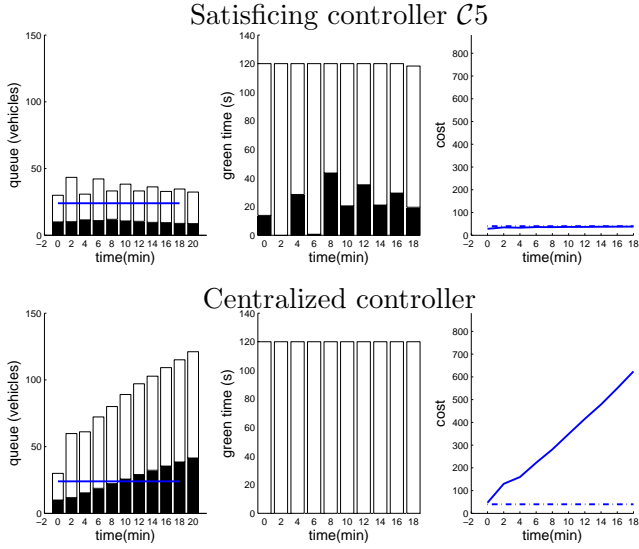 Satisficing controller C5
150
100
50
0
−2 0 2 4 6 8 10 12 14 16 18 20
time(min)
queue (vehicles)
140
120
100
80
60
40
20
0
0 2 4 6 8 10 12 14 16 18
time(min)
green time (s)
800
700
600
500
400
300
200
100
0
−2 0 2 4 6 8 10 12 14 16 18
time(min)
cost
Centralized controller
150
100
50
0
−2 0 2 4 6 8 10 12 14 16 18 20
time(min)
queue (vehicles)
140
120
100
80
60
40
20
0
0 2 4 6 8 10 12 14 16 18
time(min)
green time (s)
800
700
600
500
400
300
200
100
0
−2 0 2 4 6 8 10 12 14 16 18
time(min)
cost